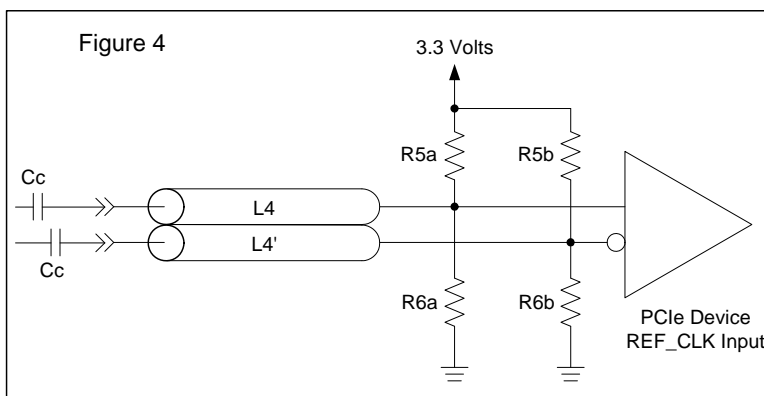 Figure 4
3.3 Volts
R5a
R5b
Cc
L4
L4'
Cc
R6a
R6b
PCIe Device
REF_CLK Input